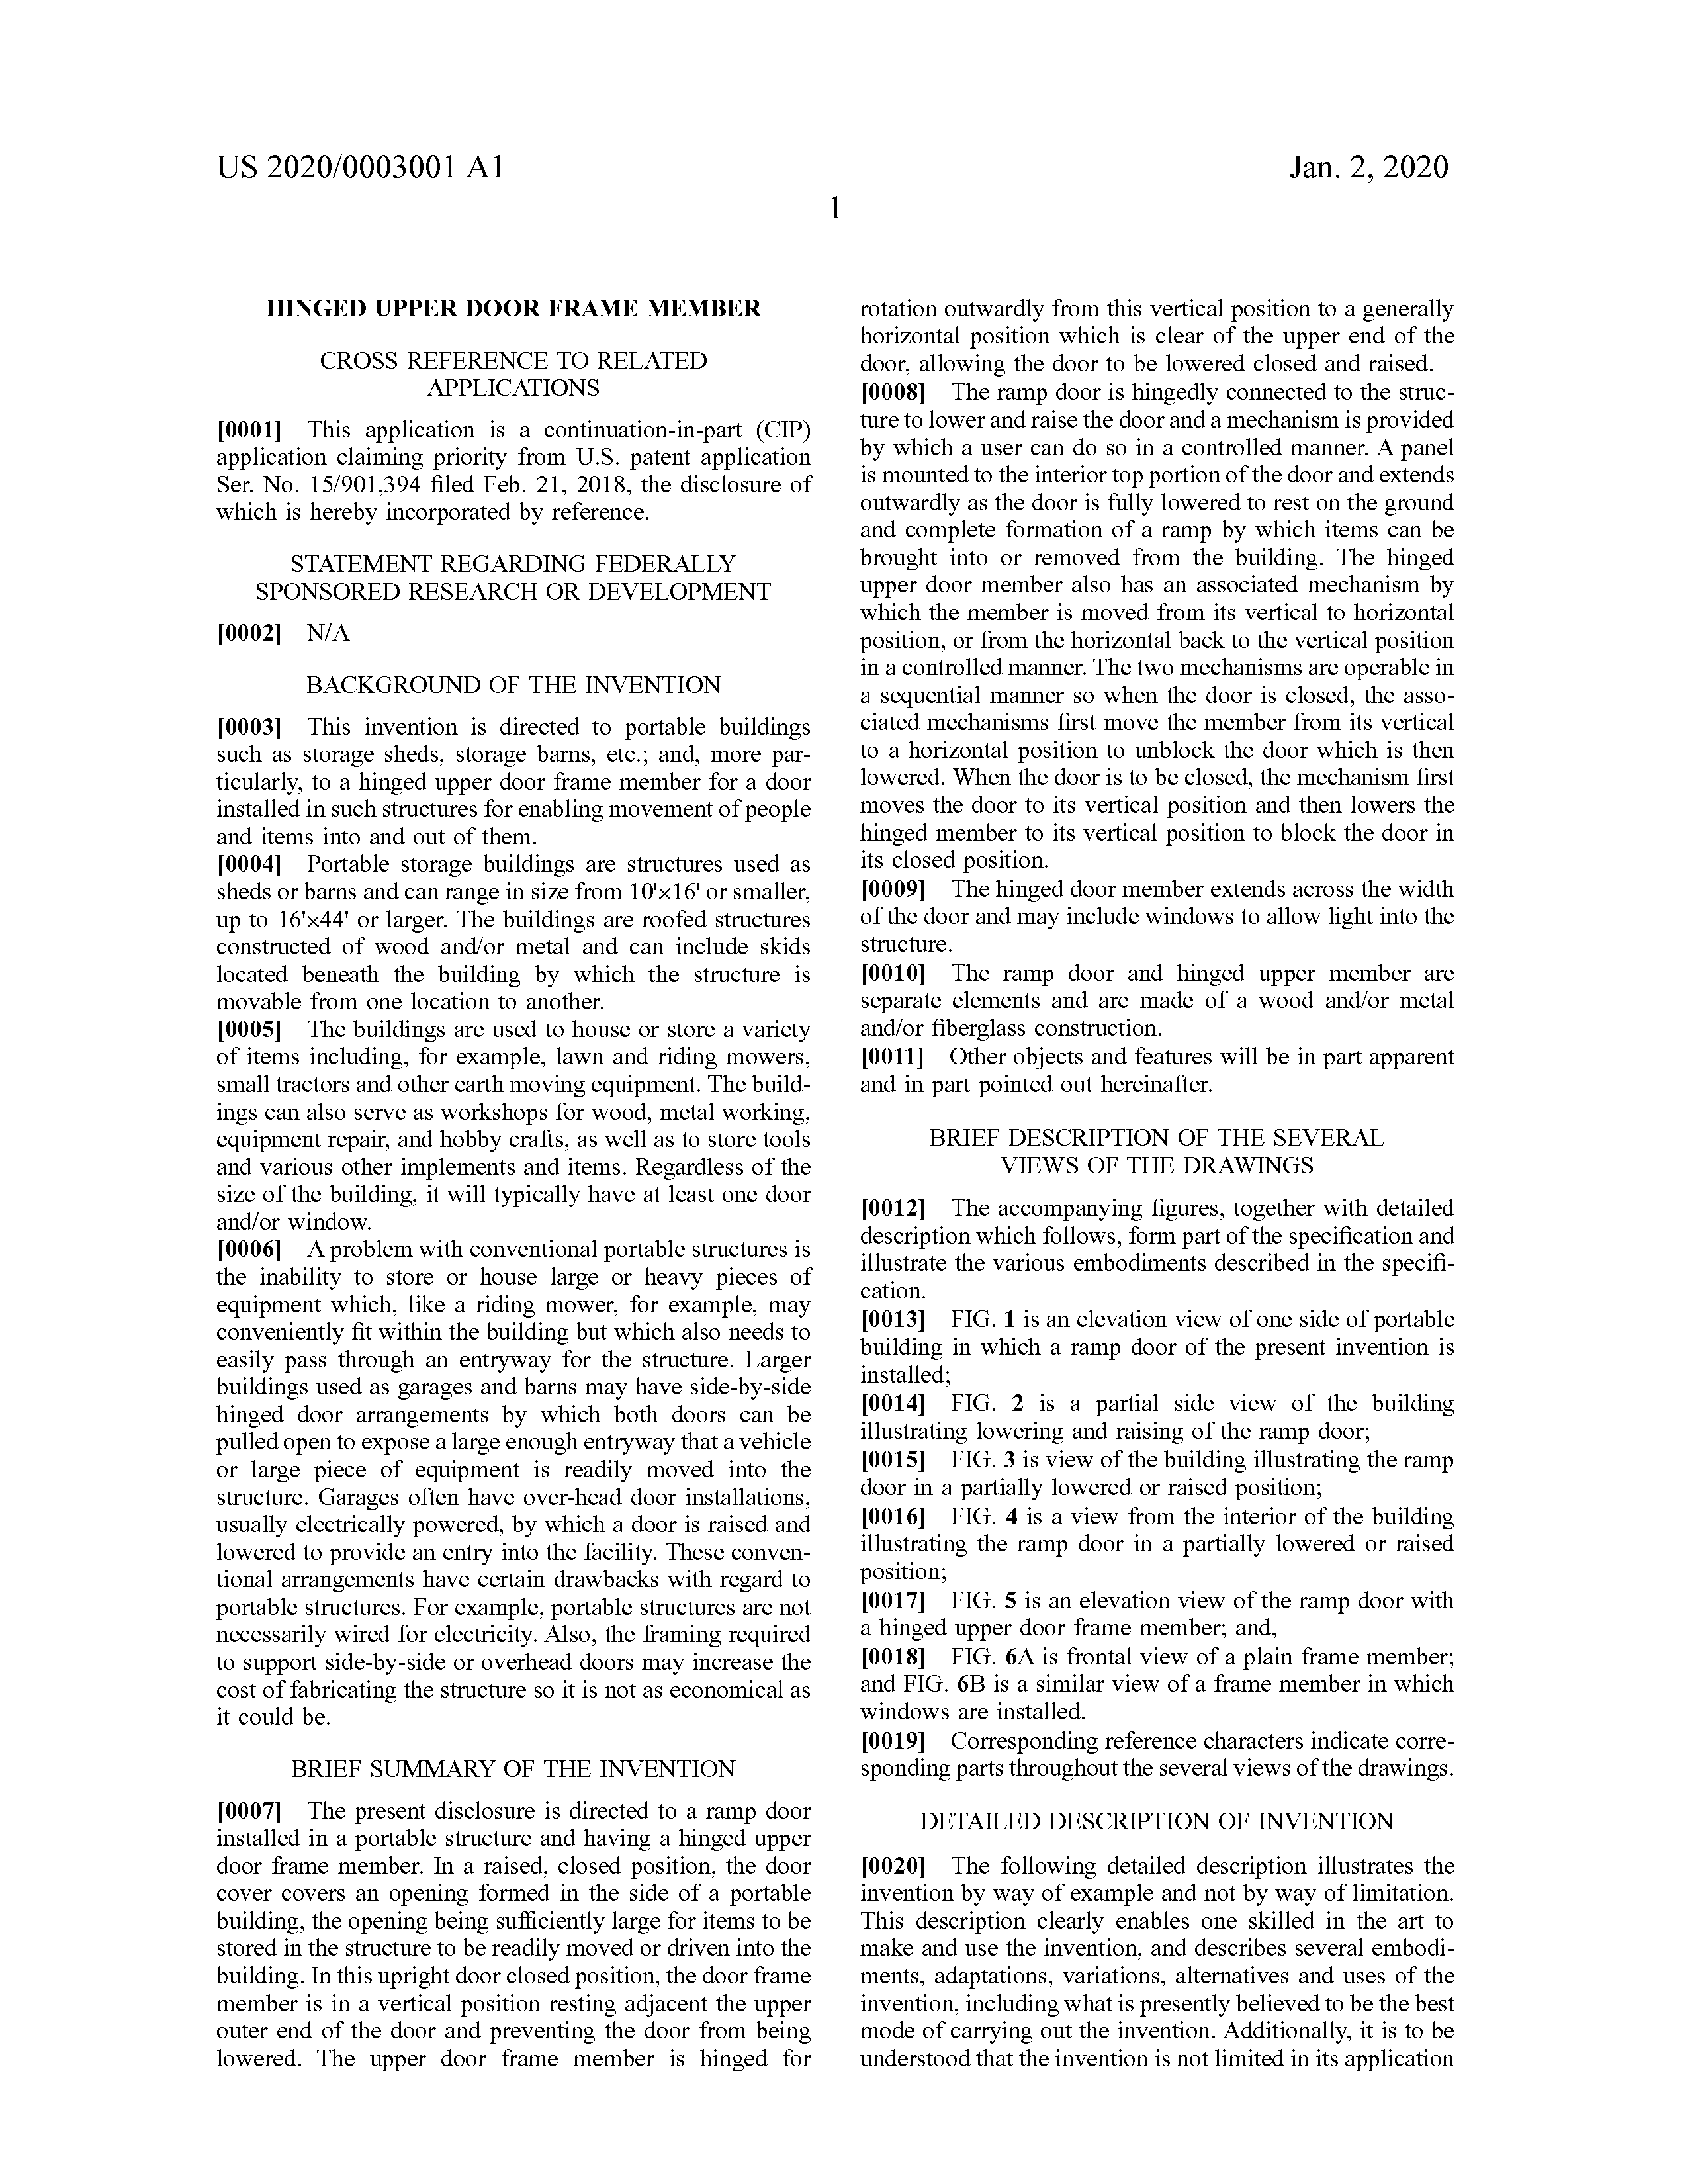 US 2020/0003001 A1
Jan. 2, 2020
1
HINGED UPPER DOOR FRAME MEMBER
CROSS REFERENCE TO RELATED
APPLICATIONS
[0001] This application is a continuation-in-part (CIP)
application claiming priority from U.S. patent application
Ser. No. 15/901,394 filed Feb. 21, 2018, the disclosure of
which is hereby incorporated by reference.
STATEMENT REGARDING FEDERALLY
SPONSORED RESEARCH OR DEVELOPMENT
[0002] N/A
BACKGROUND OF THE INVENTION
[0003] This invention is directed to portable buildings
such as storage sheds, storage barns, etc.; and, more par-
ticularly, to a hinged upper door frame member for a door
installed in such structures for enabling movement of people
and items into and out of them.
[0004] Portable storage buildings are structures used as
sheds or barns and can range in size from 10'×16' or smaller,
up to 16'×44' or larger. The buildings are roofed structures
constructed of wood and/or metal and can include skids
located beneath the building by which the structure is
movable from one location to another.
[0005] The buildings are used to house or store a variety
of items including, for example, lawn and riding mowers,
small tractors and other earth moving equipment. The build-
ings can also serve as workshops for wood, metal working,
equipment repair, and hobby crafts, as well as to store tools
and various other implements and items. Regardless of the
size of the building, it will typically have at least one door
and/or window.
[0006] A problem with conventional portable structures is
the inability to store or house large or heavy pieces of
equipment which, like a riding mower, for example, may
conveniently fit within the building but which also needs to
easily pass through an entryway for the structure. Larger
buildings used as garages and barns may have side-by-side
hinged door arrangements by which both doors can be
pulled open to expose a large enough entryway that a vehicle
or large piece of equipment is readily moved into the
structure. Garages often have over-head door installations,
usually electrically powered, by which a door is raised and
lowered to provide an entry into the facility. These conven-
tional arrangements have certain drawbacks with regard to
portable structures. For example, portable structures are not
necessarily wired for electricity. Also, the framing required
to support side-by-side or overhead doors may increase the
cost of fabricating the structure so it is not as economical as
it could be.
BRIEF SUMMARY OF THE INVENTION
[0007] The present disclosure is directed to a ramp door
installed in a portable structure and having a hinged upper
door frame member. In a raised, closed position, the door
cover covers an opening formed in the side of a portable
building, the opening being sufficiently large for items to be
stored in the structure to be readily moved or driven into the
building. In this upright door closed position, the door frame
member is in a vertical position resting adjacent the upper
outer end of the door and preventing the door from being
lowered. The upper door frame member is hinged for
rotation outwardly from this vertical position to a generally
horizontal position which is clear of the upper end of the
door, allowing the door to be lowered closed and raised.
[0008] The ramp door is hingedly connected to the struc-
ture to lower and raise the door and a mechanism is provided
by which a user can do so in a controlled manner. A panel
is mounted to the interior top portion of the door and extends
outwardly as the door is fully lowered to rest on the ground
and complete formation of a ramp by which items can be
brought into or removed from the building. The hinged
upper door member also has an associated mechanism by
which the member is moved from its vertical to horizontal
position, or from the horizontal back to the vertical position
in a controlled manner. The two mechanisms are operable in
a sequential manner so when the door is closed, the asso-
ciated mechanisms first move the member from its vertical
to a horizontal position to unblock the door which is then
lowered. When the door is to be closed, the mechanism first
moves the door to its vertical position and then lowers the
hinged member to its vertical position to block the door in
its closed position.
[0009] The hinged door member extends across the width
of the door and may include windows to allow light into the
structure.
[0010] The ramp door and hinged upper member are
separate elements and are made of a wood and/or metal
and/or fiberglass construction.
[0011] Other objects and features will be in part apparent
and in part pointed out hereinafter.
BRIEF DESCRIPTION OF THE SEVERAL
VIEWS OF THE DRAWINGS
[0012] The accompanying figures, together with detailed
description which follows, form part of the specification and
illustrate the various embodiments described in the specifi-
cation.
[0013] FIG. 1 is an elevation view of one side of portable
building in which a ramp door of the present invention is
installed;
[0014] FIG. 2 is a partial side view of the building
illustrating lowering and raising of the ramp door;
[0015] FIG. 3 is view of the building illustrating the ramp
door in a partially lowered or raised position;
[0016] FIG. 4 is a view from the interior of the building
illustrating the ramp door in a partially lowered or raised
position;
[0017] FIG. 5 is an elevation view of the ramp door with
a hinged upper door frame member; and,
[0018] FIG. 6A is frontal view of a plain frame member;
and FIG. 6B is a similar view of a frame member in which
windows are installed.
[0019] Corresponding reference characters indicate corre-
sponding parts throughout the several views of the drawings.
DETAILED DESCRIPTION OF INVENTION
[0020] The following detailed description illustrates the
invention by way of example and not by way of limitation.
This description clearly enables one skilled in the art to
make and use the invention, and describes several embodi-
ments, adaptations, variations, alternatives and uses of the
invention, including what is presently believed to be the best
mode of carrying out the invention. Additionally, it is to be
understood that the invention is not limited in its application